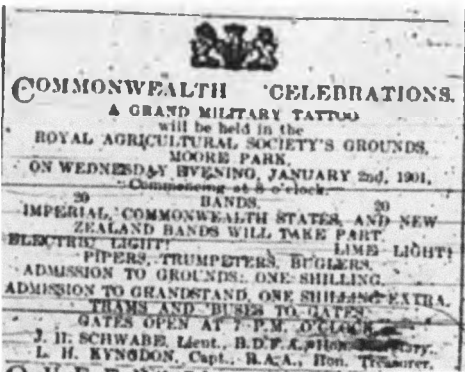 COMMONWEALTH CELEBRATIONS.
A GRAND MILITARY TATTOO
will be held in the
ROYAL AGRICULTURAL SOCIETY'S GROUNDS,
MOORE PARK,
ON WEDNESDAY EVENING, JANUARY 2nd, 1901,
Commencing at 8 o'clock.
20 BANDS. 20
IMPERIAL, COMMONWEALTH STATES, AND NEW
ZEALAND BANDS WILL TAKE PART
ELECTRIC LIGHT! LIME LIGHT!
PIPERS, TRUMPETERS, BUGLERS.
ADMISSION TO GROUNDS: ONE SHILLING.
ADMISSION TO GRANDSTAND, ONE SHILLING EXTRA.
TRAMS AND 'BUSES TO GATES.
GATES OPEN AT 7 P.M. O'CLOCK
J. H. SCHWABE, Lieut., Hon.
L. H. KYNGDON, Capt., R.A.A., Hon. Treasurer.